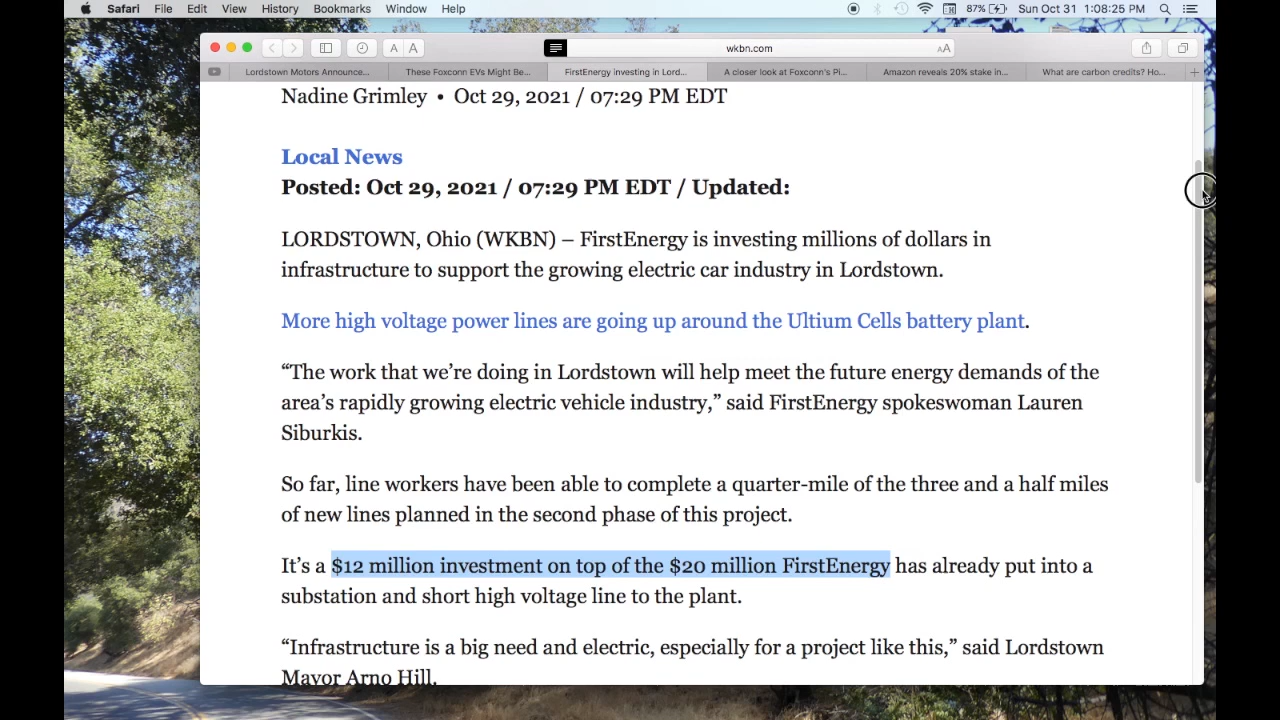 Safari File Edit View History Bookmarks Window Help 87% Sun Oct 31 1:08:25 PM
A A wkbn.com AA
Lordstown Motors Announce... These Foxconn EVs Might Be... FirstEnergy investing in Lord... A closer look at Foxconn's Pi... Amazon reveals 20% stake in... What are carbon credits? Ho... +
Nadine Grimley • Oct 29, 2021 / 07:29 PM EDT
Local News
Posted: Oct 29, 2021 / 07:29 PM EDT / Updated:
LORDSTOWN, Ohio (WKBN) – FirstEnergy is investing millions of dollars in
infrastructure to support the growing electric car industry in Lordstown.
More high voltage power lines are going up around the Ultium Cells battery plant.
“The work that we’re doing in Lordstown will help meet the future energy demands of the
area’s rapidly growing electric vehicle industry,” said FirstEnergy spokeswoman Lauren
Siburkis.
So far, line workers have been able to complete a quarter-mile of the three and a half miles
of new lines planned in the second phase of this project.
It’s a $12 million investment on top of the $20 million FirstEnergy has already put into a
substation and short high voltage line to the plant.
“Infrastructure is a big need and electric, especially for a project like this,” said Lordstown
Mayor Arno Hill.